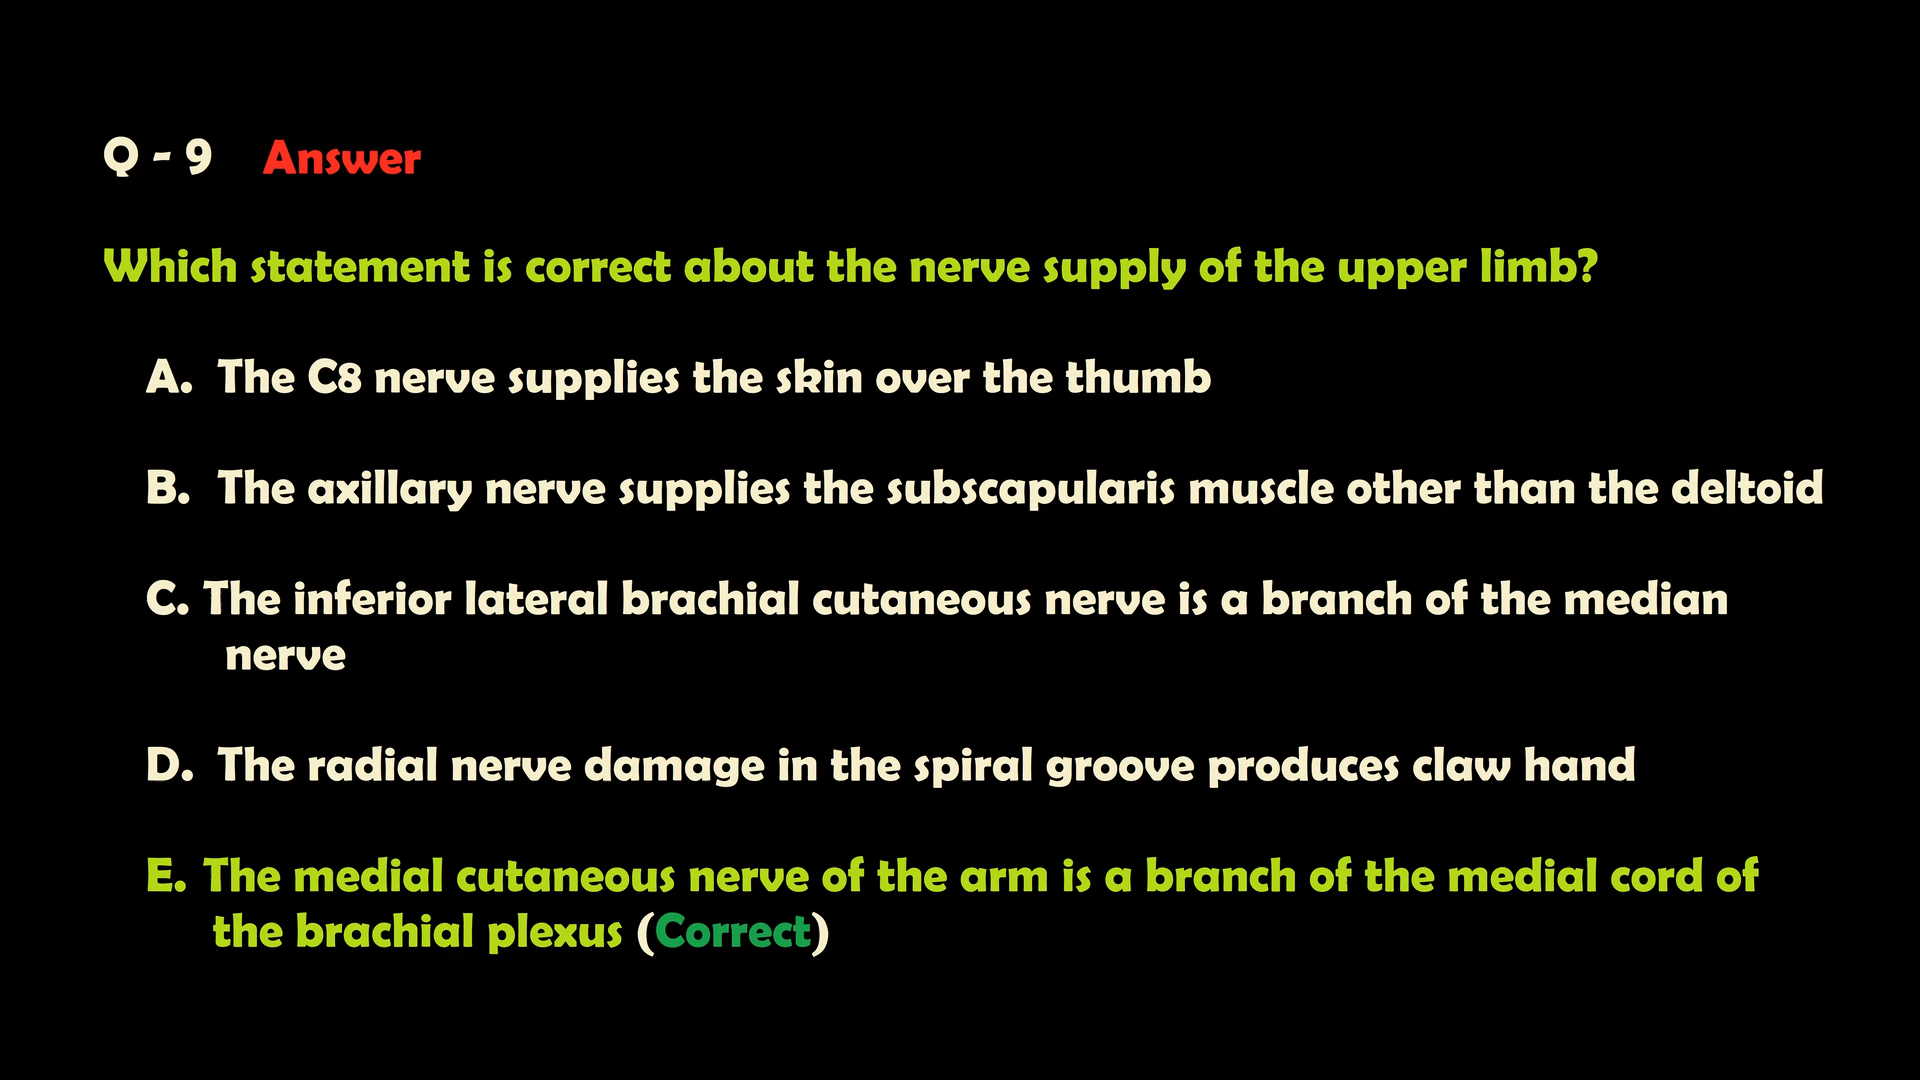 Q - 9 Answer
Which statement is correct about the nerve supply of the upper limb?
A. The C8 nerve supplies the skin over the thumb
B. The axillary nerve supplies the subscapularis muscle other than the deltoid
C. The inferior lateral brachial cutaneous nerve is a branch of the median
nerve
D. The radial nerve damage in the spiral groove produces claw hand
E. The medial cutaneous nerve of the arm is a branch of the medial cord of
the brachial plexus (Correct)